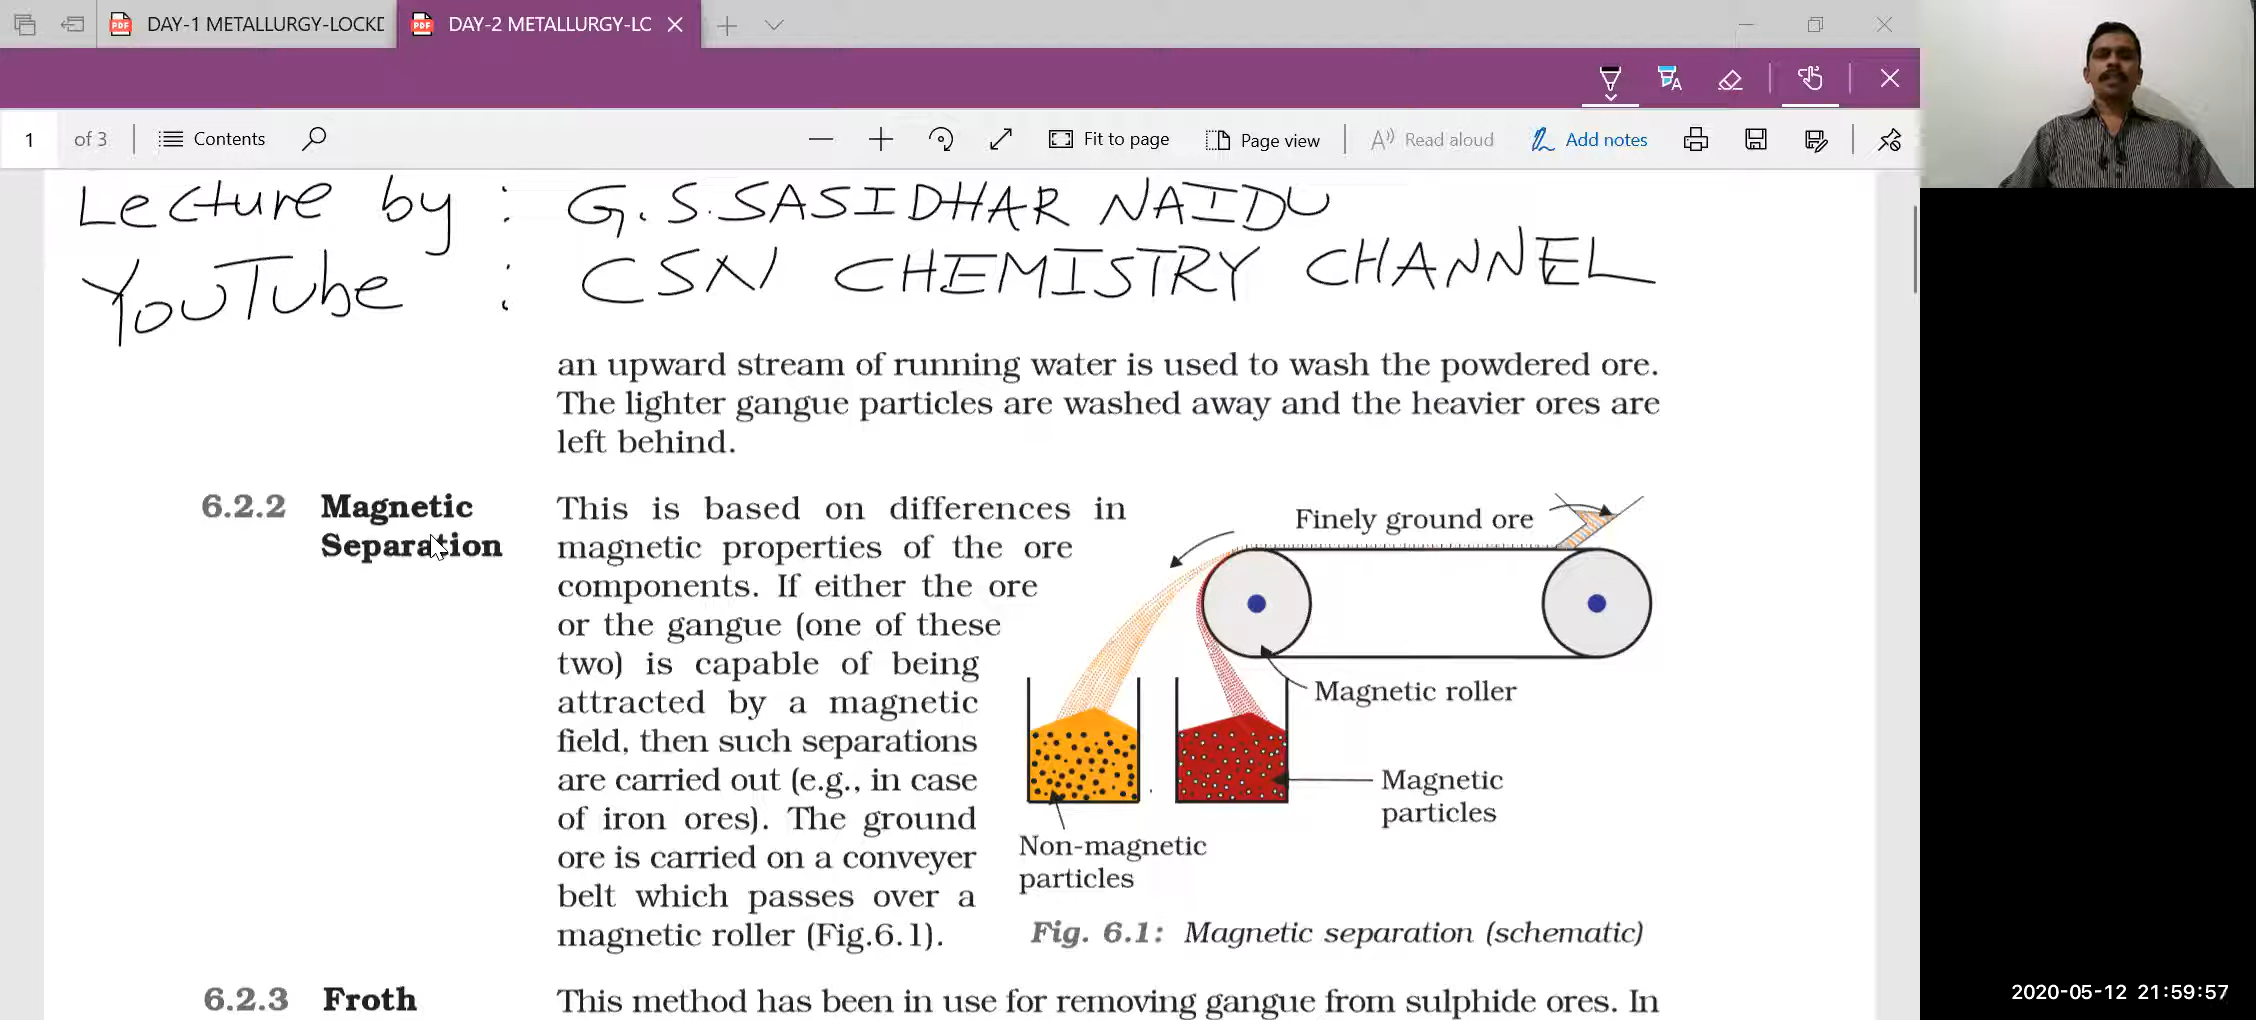 DAY-1 METALLURGY-LOCKD
DAY-2 METALLURGY-LC
1 of 3 Contents Fit to page Page view Read aloud Add notes
Lecture by : G.S.SASIDHAR NAIDU
YouTube : CSN CHEMISTRY CHANNEL
an upward stream of running water is used to wash the powdered ore.
The lighter gangue particles are washed away and the heavier ores are
left behind.
6.2.2 Magnetic
Separation
This is based on differences in
magnetic properties of the ore
components. If either the ore
or the gangue (one of these
two) is capable of being
attracted by a magnetic
field, then such separations
are carried out (e.g., in case
of iron ores). The ground
ore is carried on a conveyer
belt which passes over a
magnetic roller (Fig.6.1).
Finely ground ore
Magnetic roller
Magnetic
particles
Non-magnetic
particles
Fig. 6.1: Magnetic separation (schematic)
6.2.3 Froth
This method has been in use for removing gangue from sulphide ores. In
2020-05-12 21:59:57